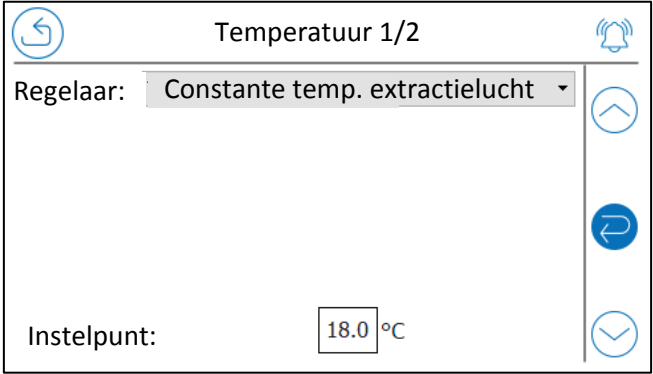 Temperatuur 1/2
Regelaar: Constante temp. extractielucht
Instelpunt: 18.0 °C